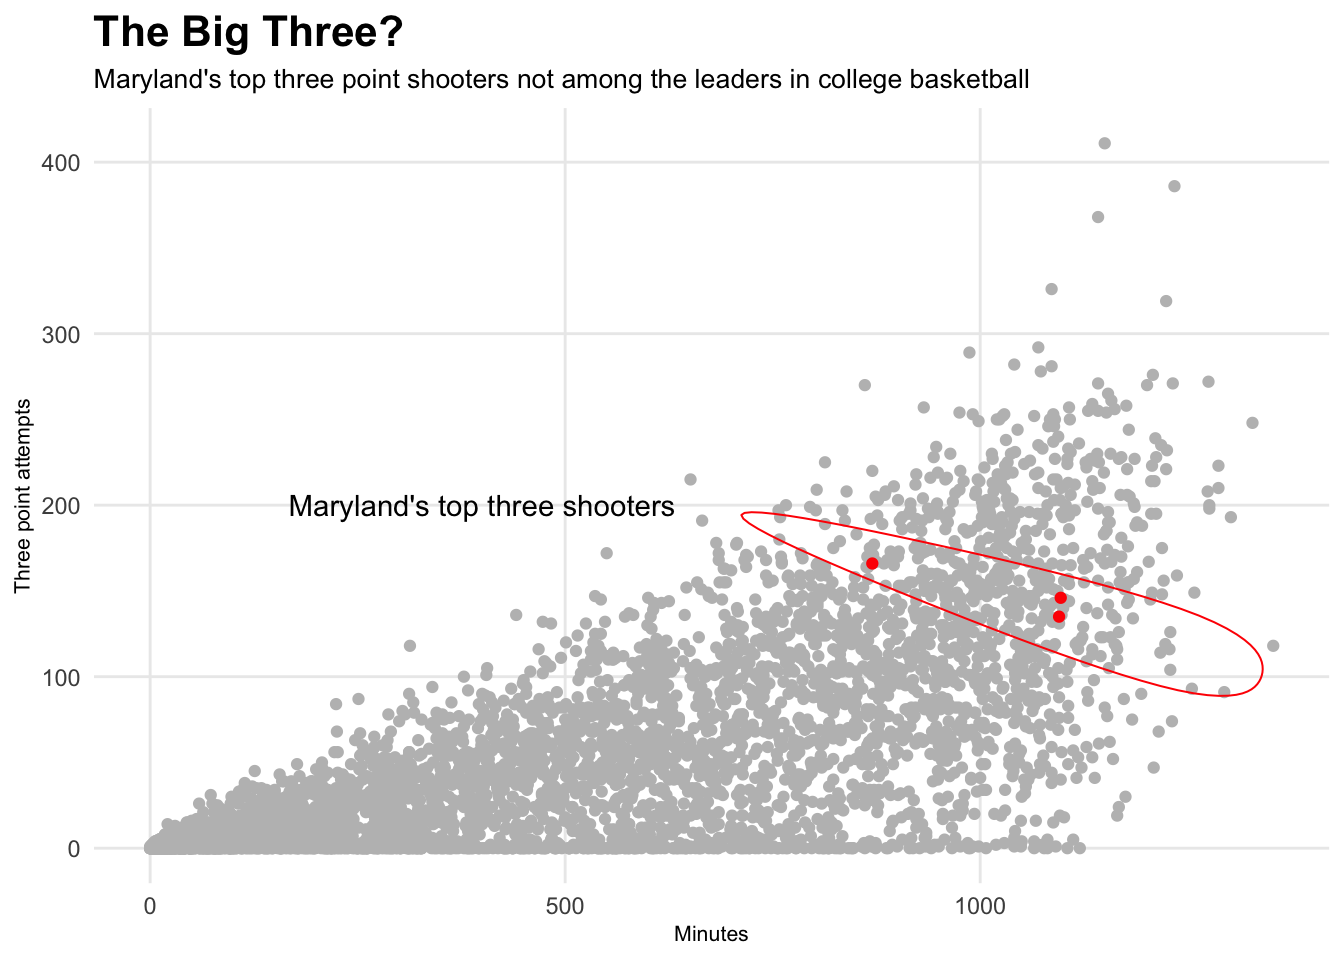 The Big Three?
Maryland's top three point shooters not among the leaders in college basketball
400
300
Three point attempts
Maryland's top three shooters
200
100
0
0
500
1000
Minutes